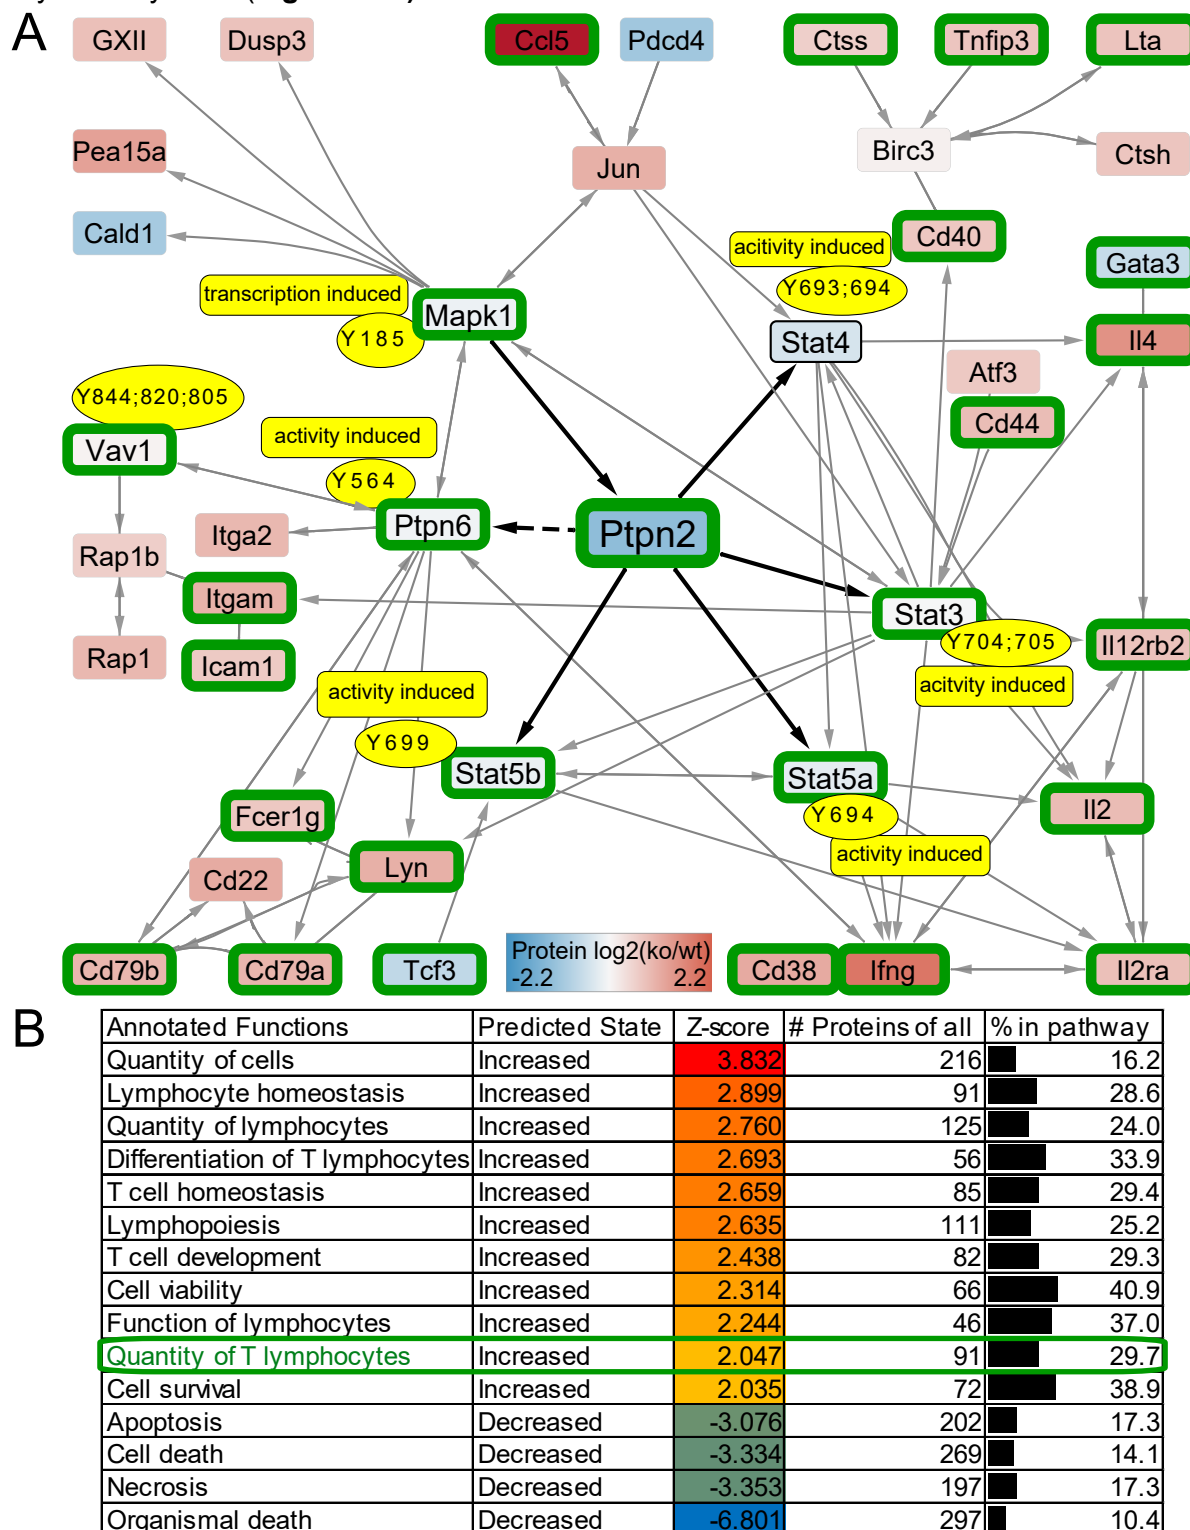 A
GXII
Dusp3
Ccl5
Pdcd4
Ctss
Tnfip3
Lta
Pea15a
Jun
Birc3
Ctsh
Cald1
acitivity induced
Cd40
Gata3
transcription induced
Y693;694
Mapk1
Y185
Stat4
Il4
Atf3
Y844;820;805
Cd44
Vav1
activity induced
Y564
Ptpn6
Ptpn2
Itga2
Rap1b
Itgam
Stat3
Rap1
Icam1
Y704;705
Il12rb2
activity induced
acitvity induced
Y699
Stat5b
Stat5a
Fcer1g
Y694
Il2
Cd22
Lyn
activity induced
Cd79b
Cd79a
Tcf3
Protein log2(ko/wt)
-2.2 2.2
Cd38
Ifng
Il2ra
B
Annotated Functions Predicted State Z-score # Proteins of all % in pathway
Quantity of cells Increased 3.832 216 16.2
Lymphocyte homeostasis Increased 2.899 91 28.6
Quantity of lymphocytes Increased 2.760 125 24.0
Differentiation of T lymphocytes Increased 2.693 56 33.9
T cell homeostasis Increased 2.659 85 29.4
Lymphopoiesis Increased 2.635 111 25.2
T cell development Increased 2.438 82 29.3
Cell viability Increased 2.314 66 40.9
Function of lymphocytes Increased 2.244 46 37.0
Quantity of T lymphocytes Increased 2.047 91 29.7
Cell survival Increased 2.035 72 38.9
Apoptosis Decreased -3.076 202 17.3
Cell death Decreased -3.334 269 14.1
Necrosis Decreased -3.353 197 17.3
Organismal death Decreased -6.801 297 10.4